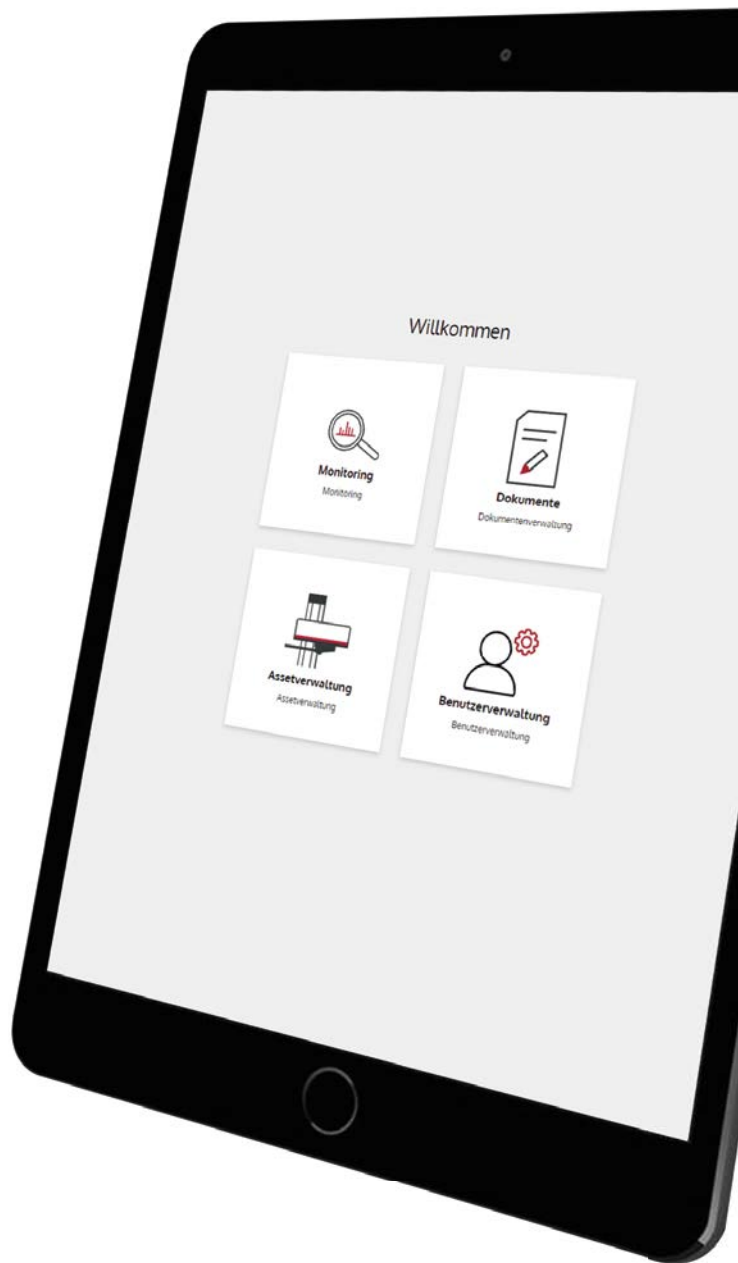 Willkommen
Monitoring
Monitoring
Dokumente
Dokumentenverwaltung
Assetverwaltung
Assetverwaltung
Benutzerverwaltung
Benutzerverwaltung